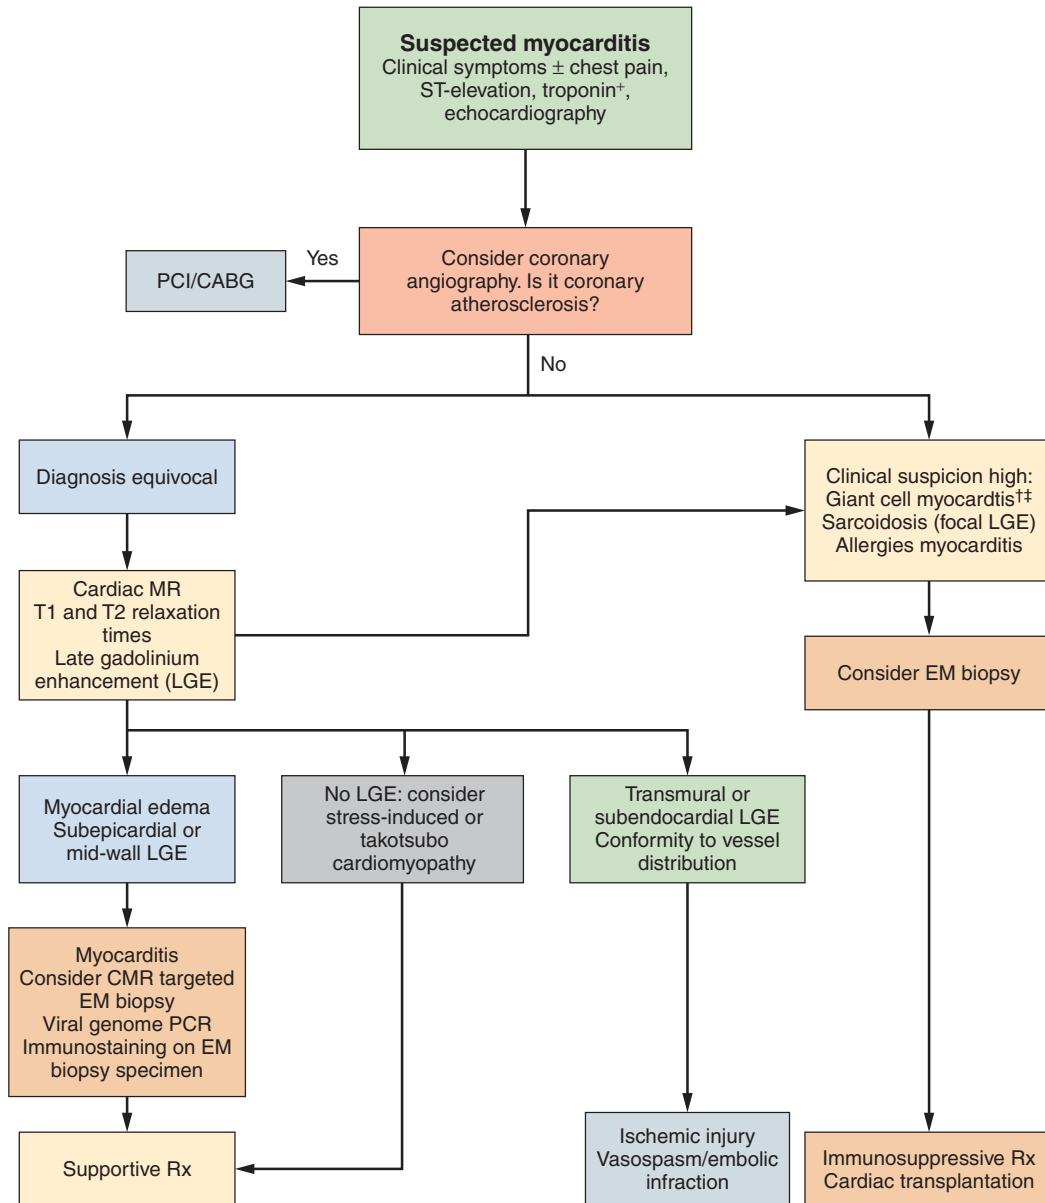 Suspected myocarditis
Clinical symptoms ± chest pain,
ST-elevation, troponin⁺,
echocardiography
Consider coronary
angiography. Is it coronary
atherosclerosis?
Yes
PCI/CABG
No
Diagnosis equivocal
Clinical suspicion high:
Giant cell myocardtis†‡
Sarcoidosis (focal LGE)
Allergies myocarditis
Cardiac MR
T1 and T2 relaxation
times
Late gadolinium
enhancement (LGE)
Consider EM biopsy
Myocardial edema
Subepicardial or
mid-wall LGE
No LGE: consider
stress-induced or
takotsubo
cardiomyopathy
Transmural or
subendocardial LGE
Conformity to vessel
distribution
Myocarditis
Consider CMR targeted
EM biopsy
Viral genome PCR
Immunostaining on EM
biopsy specimen
Supportive Rx
Ischemic injury
Vasospasm/embolic
infraction
Immunosuppressive Rx
Cardiac transplantation